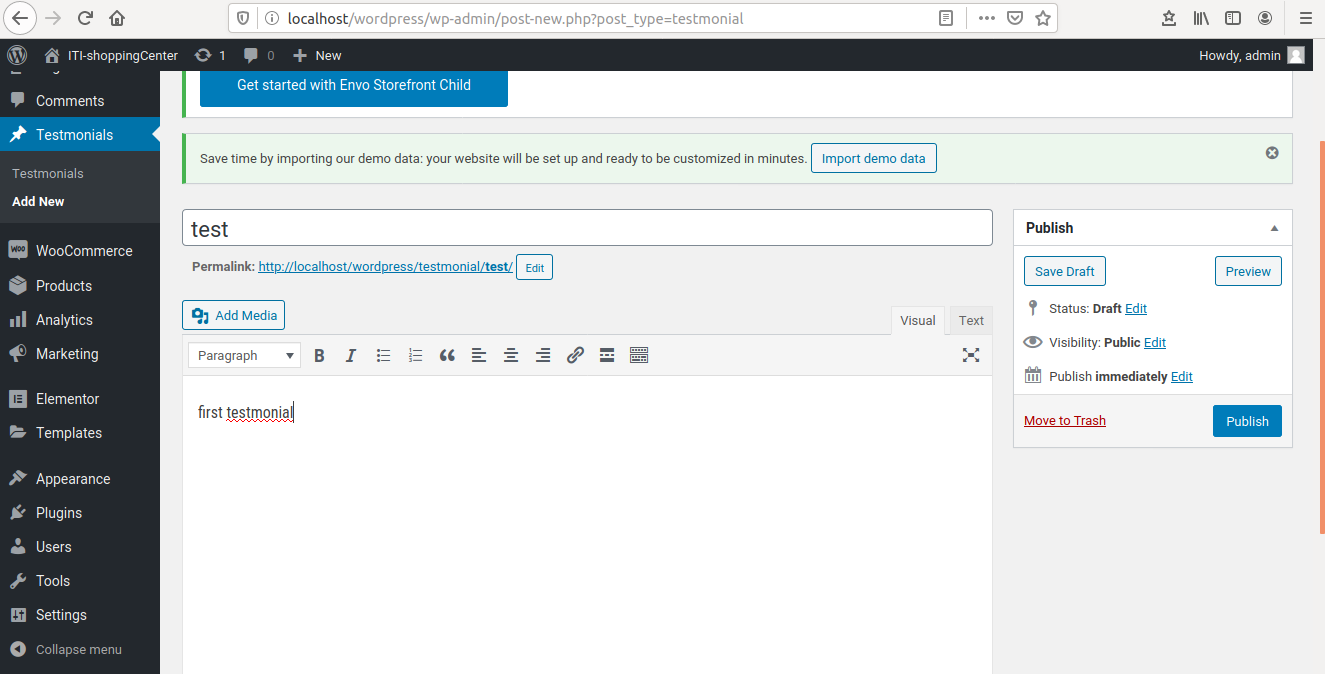 localhost/wordpress/wp-admin/post-new.php?post_type=testmonial
ITI-shoppingCenter 1 0 New Howdy, admin
Comments
Testmonials
Testmonials
Add New
WooCommerce
Products
Analytics
Marketing
Elementor
Templates
Appearance
Plugins
Users
Tools
Settings
Collapse menu
Get started with Envo Storefront Child
Save time by importing our demo data: your website will be set up and ready to be customized in minutes. Import demo data
test
Permalink: http://localhost/wordpress/testmonial/test/ Edit
Add Media
Visual Text
Paragraph B I
first testmonial
Publish
Save Draft Preview
Status: Draft Edit
Visibility: Public Edit
Publish immediately Edit
Move to Trash Publish